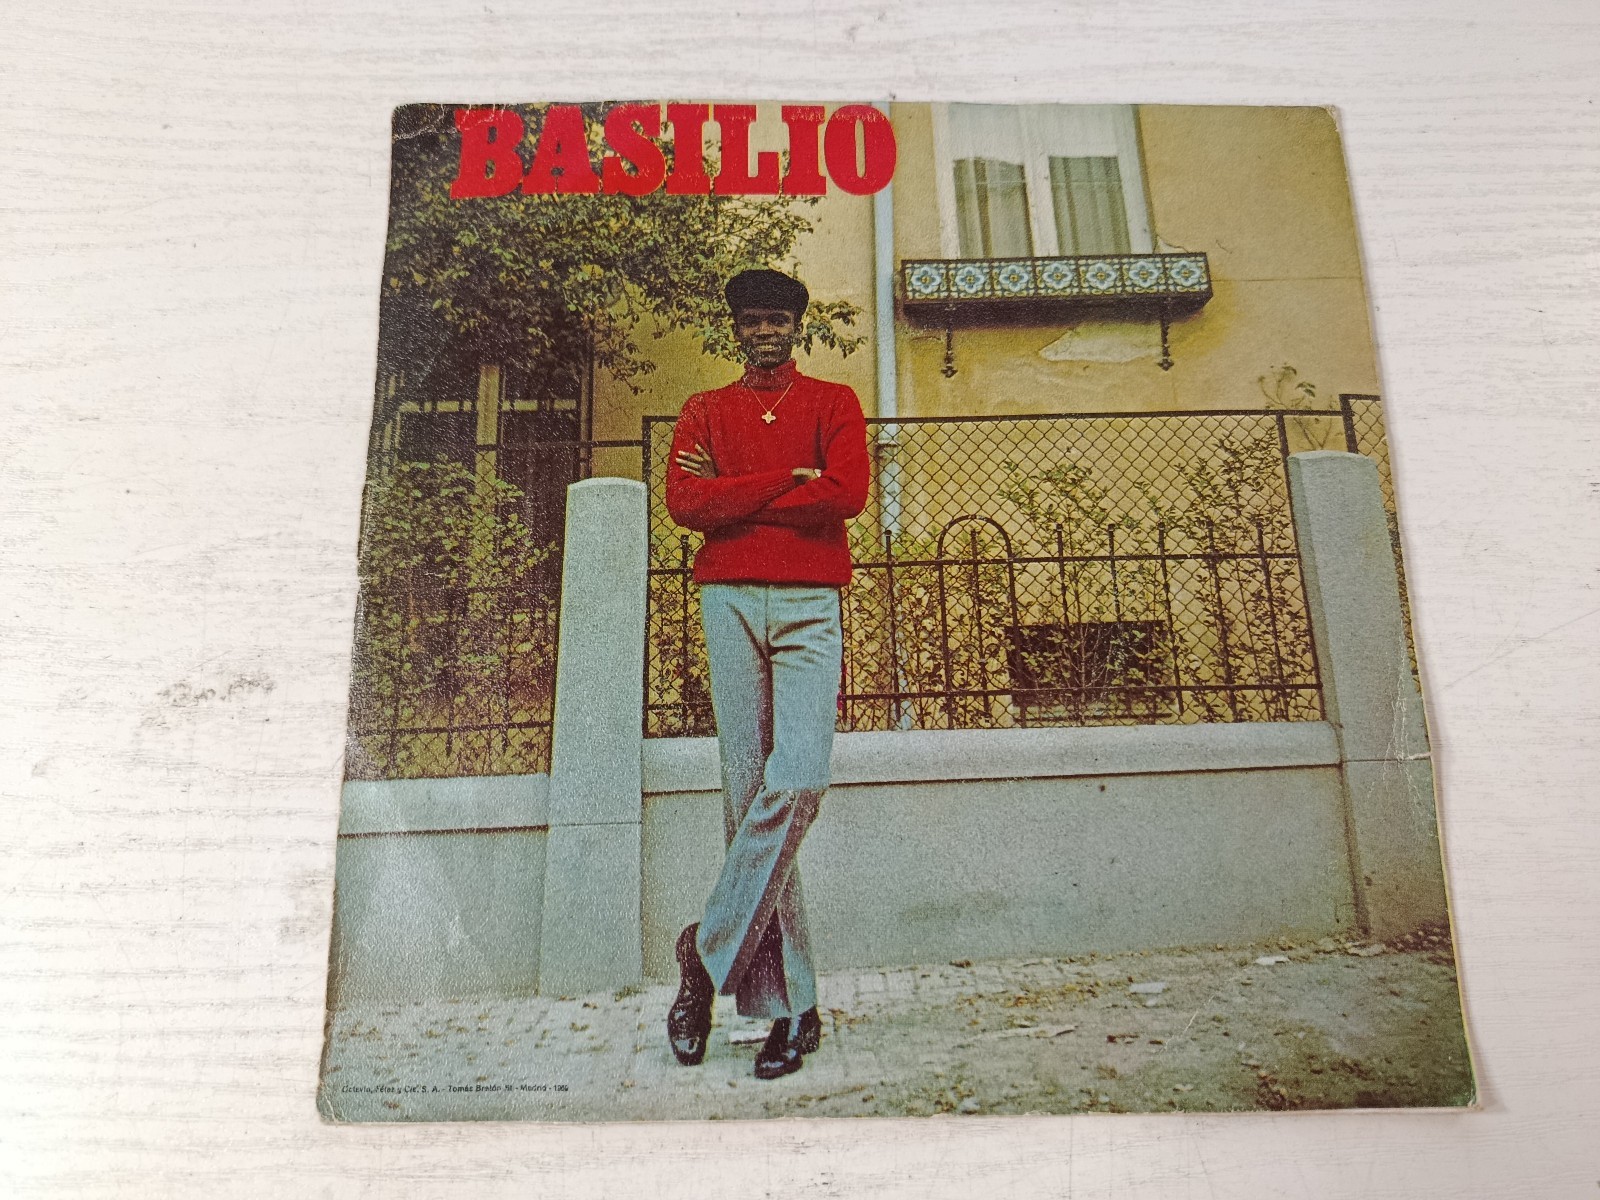 BASILIO
Octavio, Félez y Cía. S. A. - Tomás Bretón, 51 - Madrid - 1969